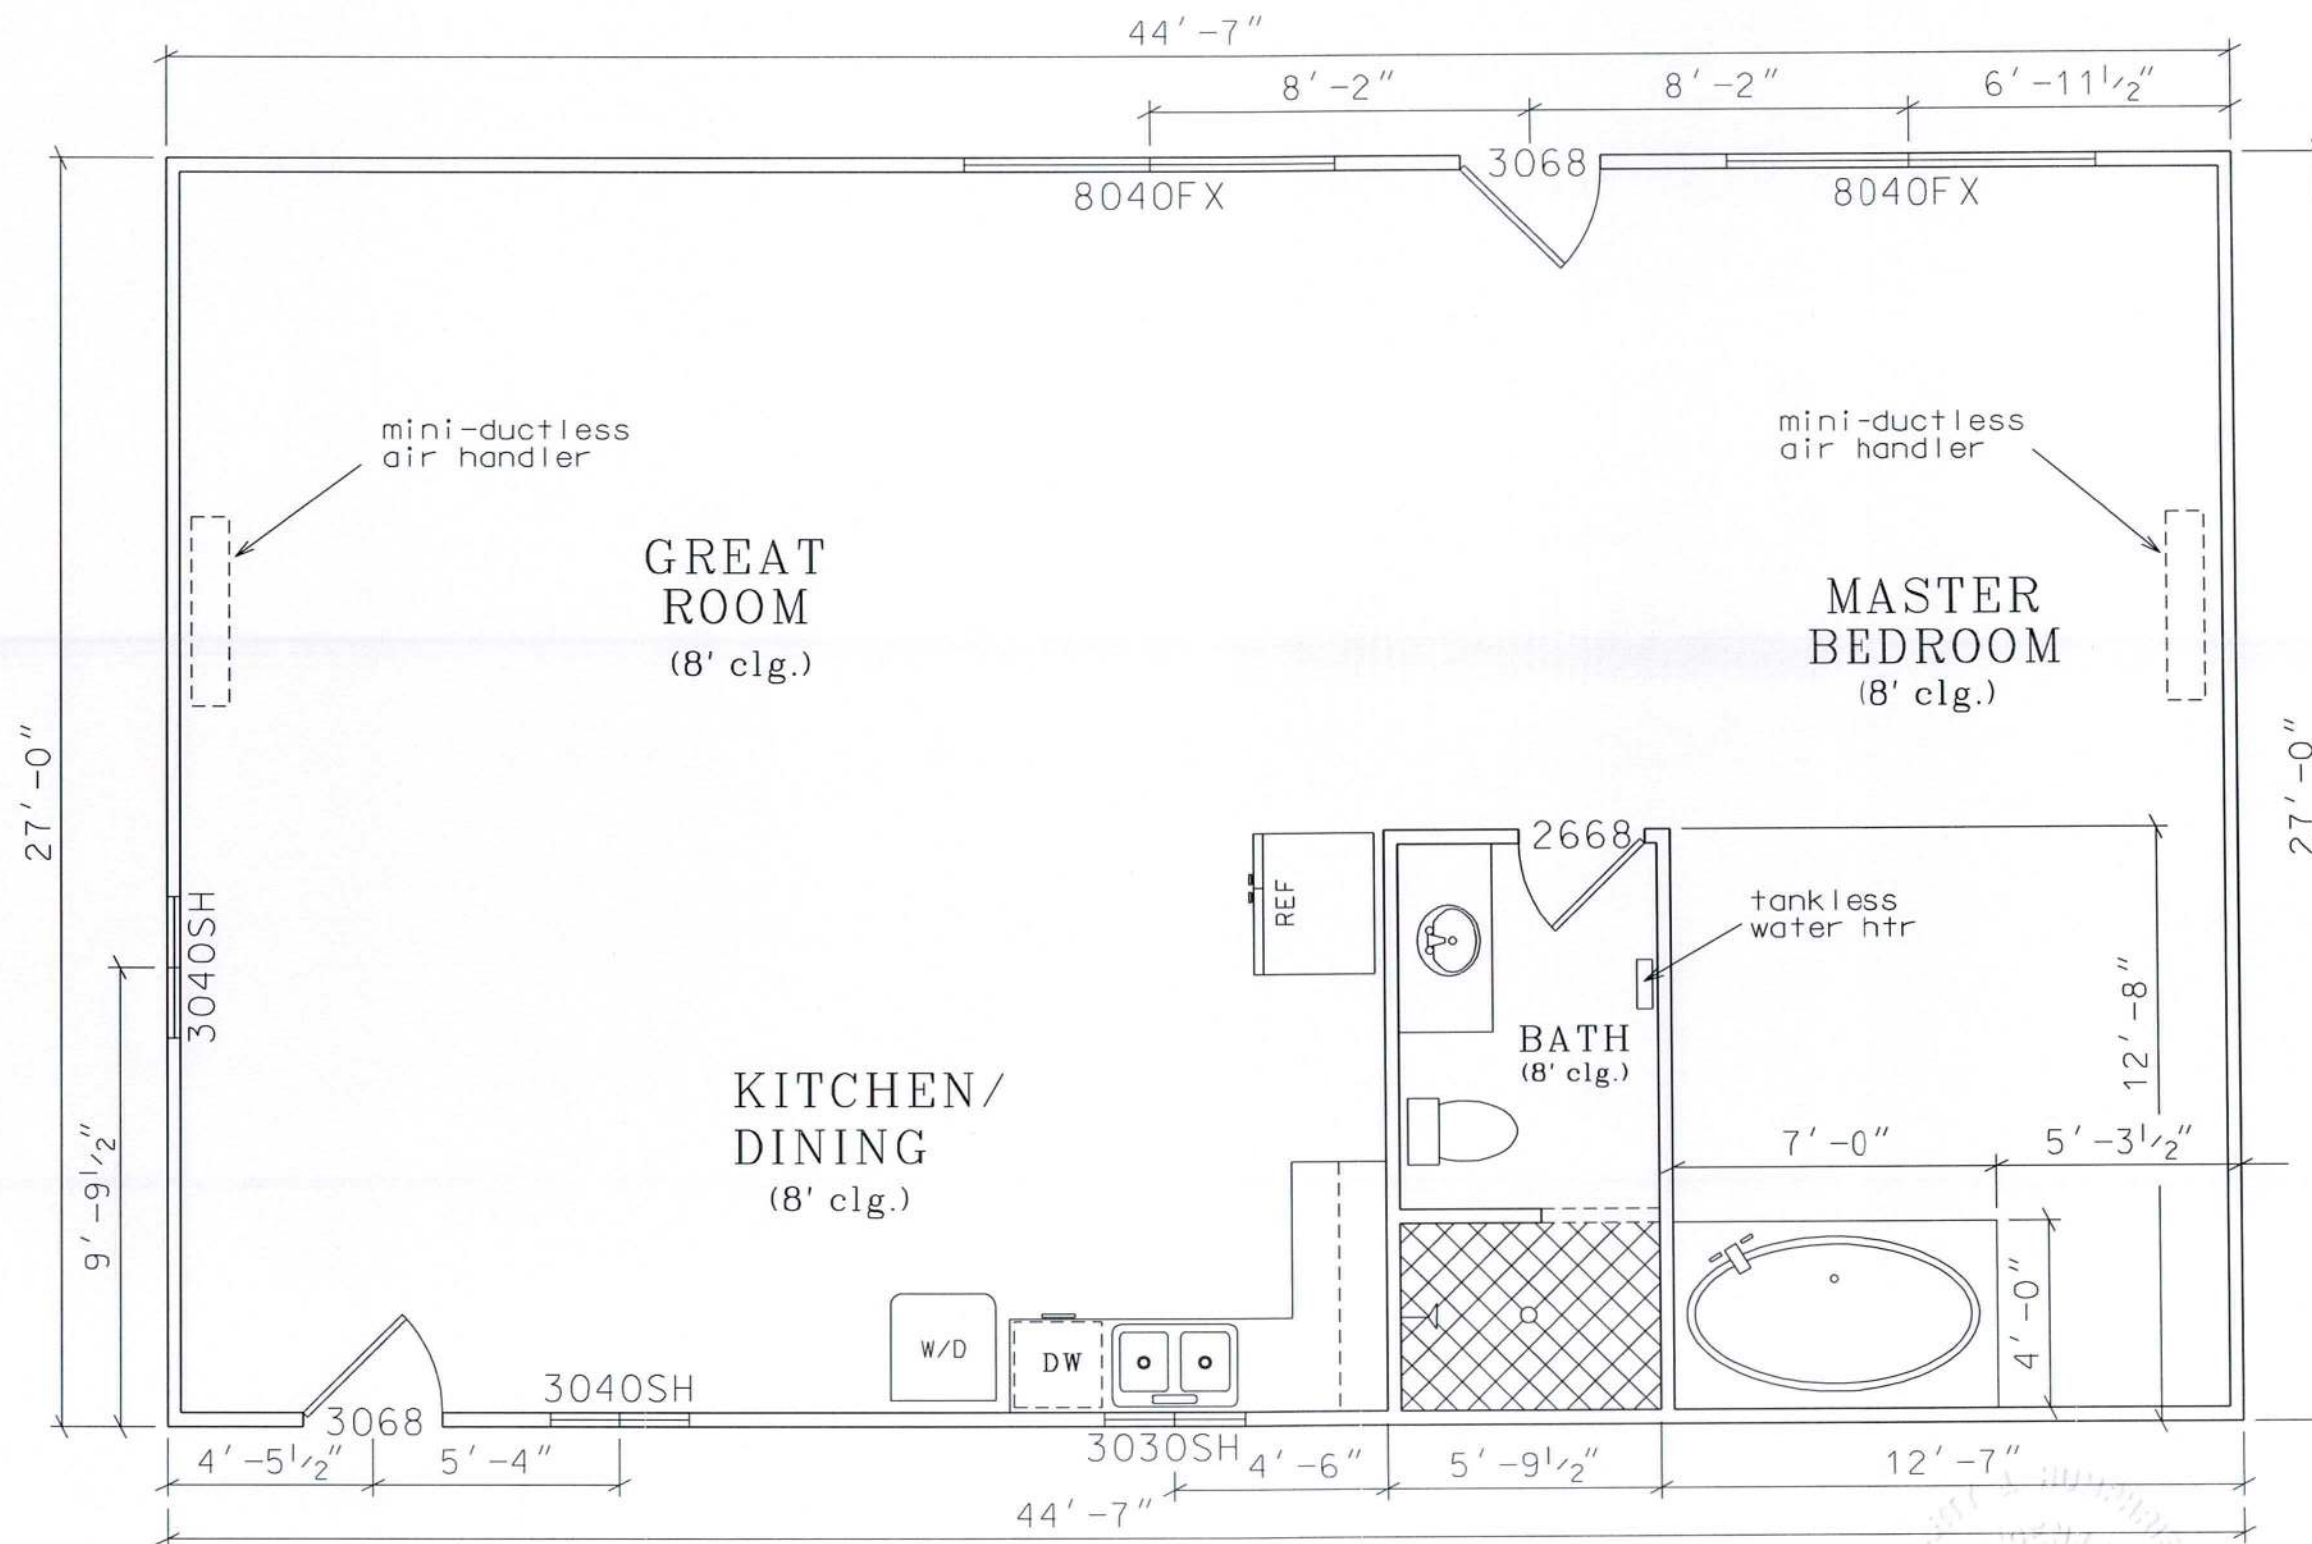 44'-7"
8'-2"
8'-2"
6'-11 1/2"
3068
8040FX
8040FX
mini-ductless
air handler
mini-ductless
air handler
GREAT
ROOM
(8' clg.)
MASTER
BEDROOM
(8' clg.)
27'-0"
27'-0"
2668
REF
tankless
water htr
3040SH
12'-8"
BATH
(8' clg.)
KITCHEN/
DINING
(8' clg.)
9'-9 1/2"
7'-0"
5'-3 1/2"
4'-0"
W/D
DW
3040SH
3068
3030SH
4'-5 1/2"
5'-4"
4'-6"
5'-9 1/2"
12'-7"
44'-7"